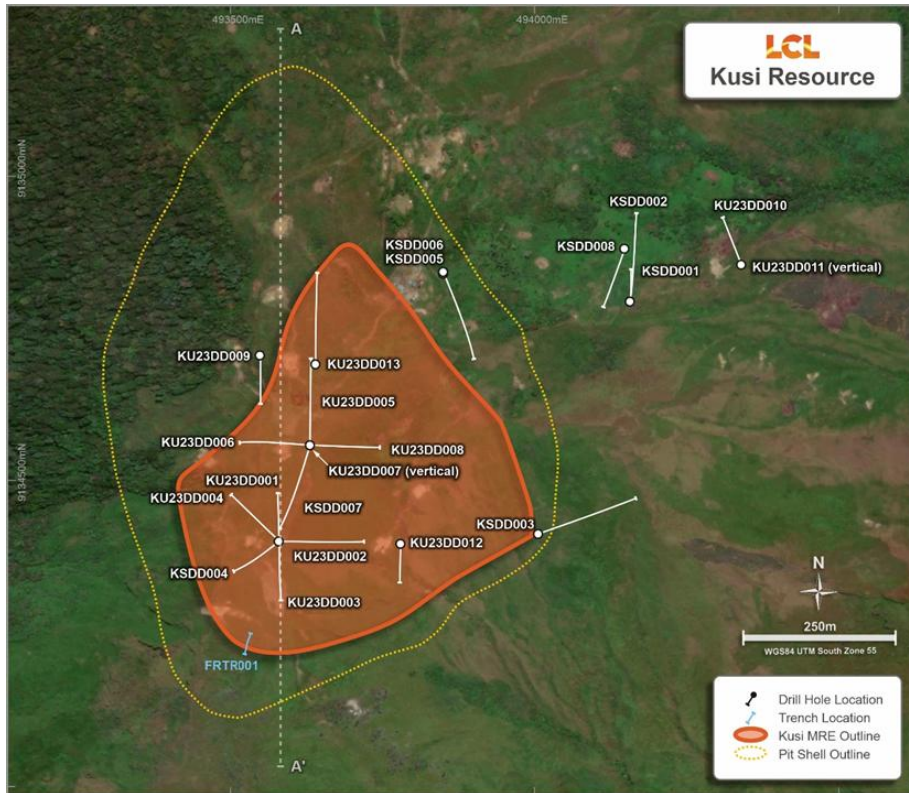 493500mE
494000mE
A
LCL
Kusi Resource
9135000mN
KSDD002
KU23DD010
KSDD006
KSDD005
KSDD008
KSDD001
KU23DD011 (vertical)
KU23DD009
KU23DD013
KU23DD005
KU23DD006
KU23DD008
KU23DD007 (vertical)
9134500mN
KU23DD001
KU23DD004
KSDD007
KSDD003
KU23DD012
KU23DD002
KSDD004
KU23DD003
N
250m
WGS84 UTM South Zone 55
FRTR001
Drill Hole Location
Trench Location
Kusi MRE Outline
Pit Shell Outline
A'